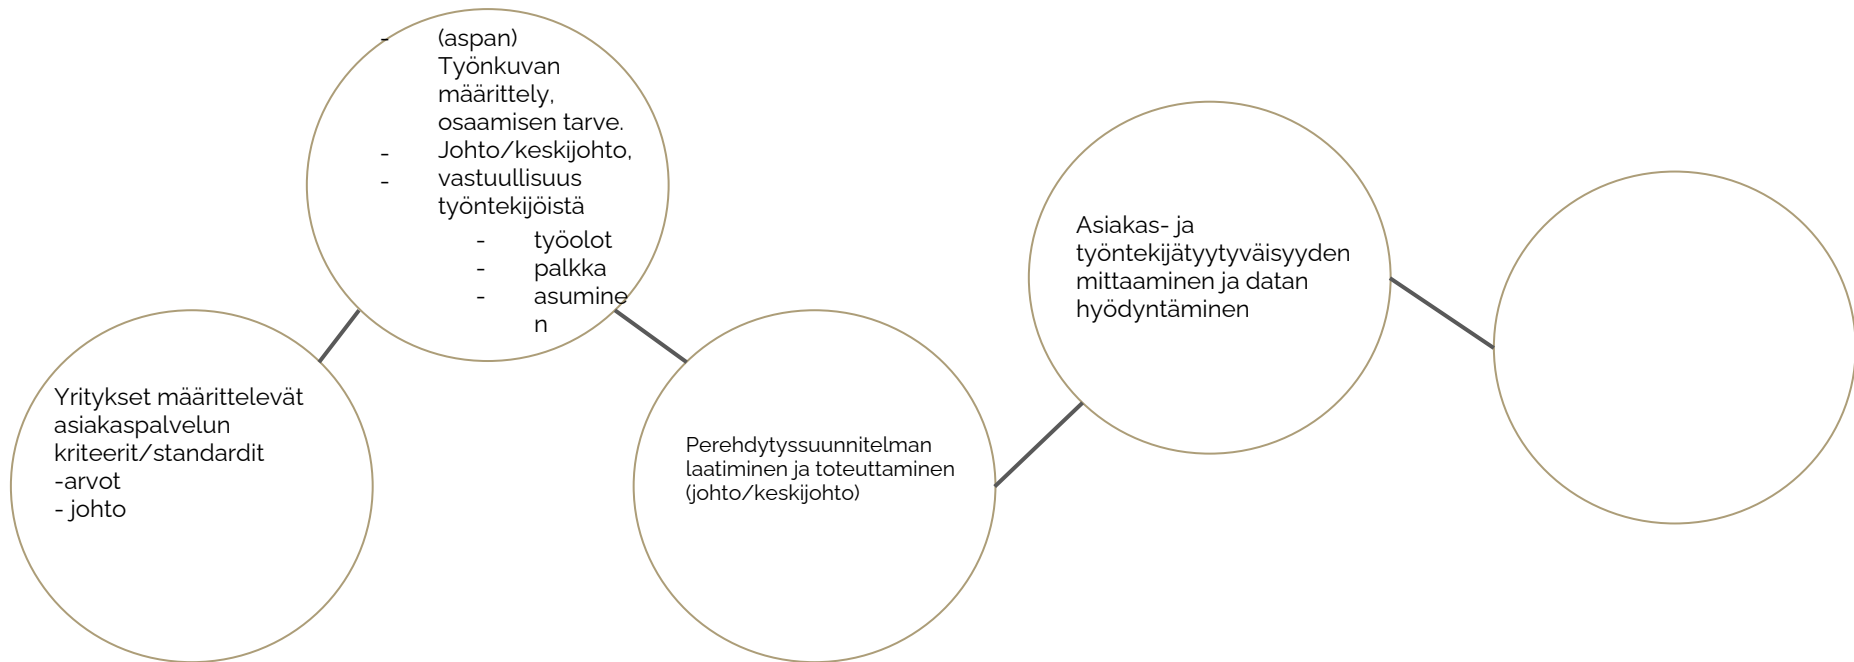 - (aspan)
Työnkuvan
määrittely,
osaamisen tarve.
- Johto/keskijohto,
- vastuullisuus
työntekijöistä
- työolot
- palkka
- asumine
n
Yritykset määrittelevät
asiakaspalvelun
kriteerit/standardit
-arvot
- johto
Perehdytyssuunnitelman
laatiminen ja toteuttaminen
(johto/keskijohto)
Asiakas- ja
työntekijätyytyväisyyden
mittaaminen ja datan
hyödyntäminen